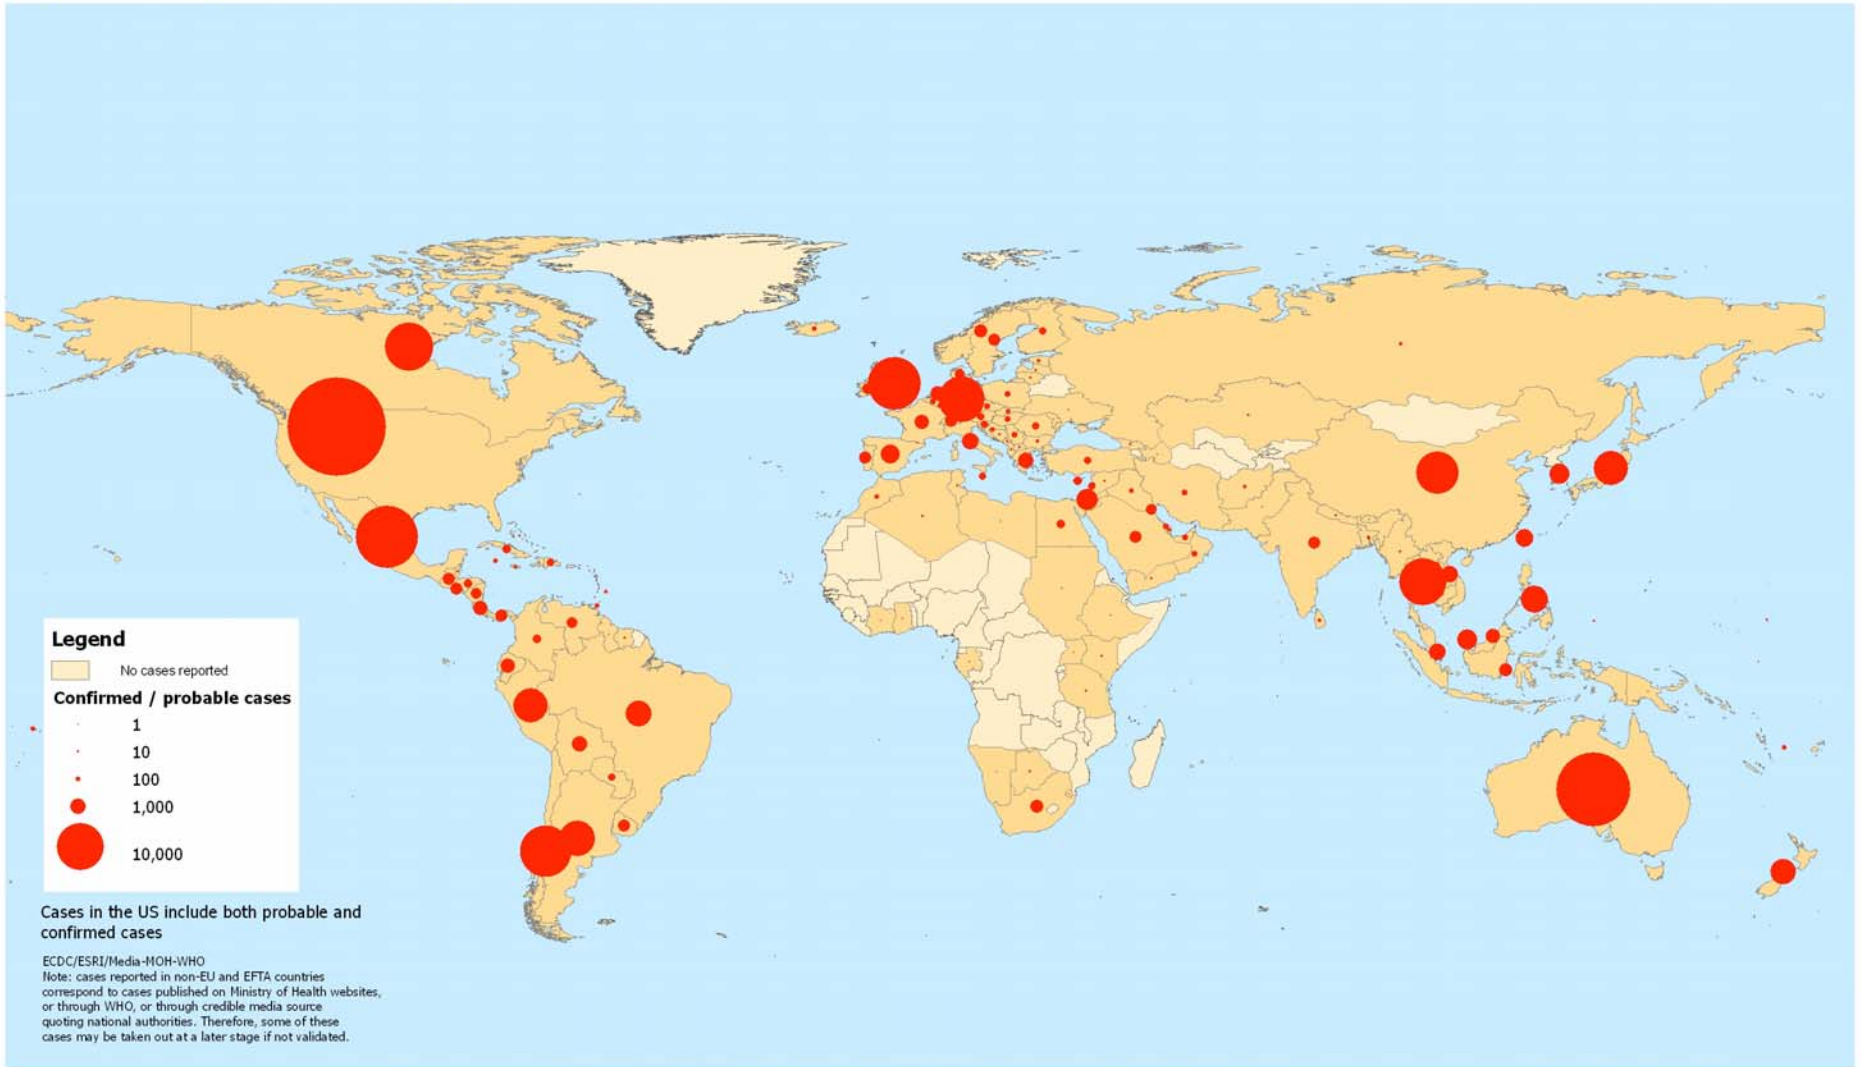 Legend
No cases reported
Confirmed / probable cases
1
10
100
1,000
10,000
Cases in the US include both probable and
confirmed cases
ECDC/ESRI/Media-MOH-WHO
Note: cases reported in non-EU and EFTA countries
correspond to cases published on Ministry of Health websites,
or through WHO, or through credible media source
quoting national authorities. Therefore, some of these
cases may be taken out at a later stage if not validated.